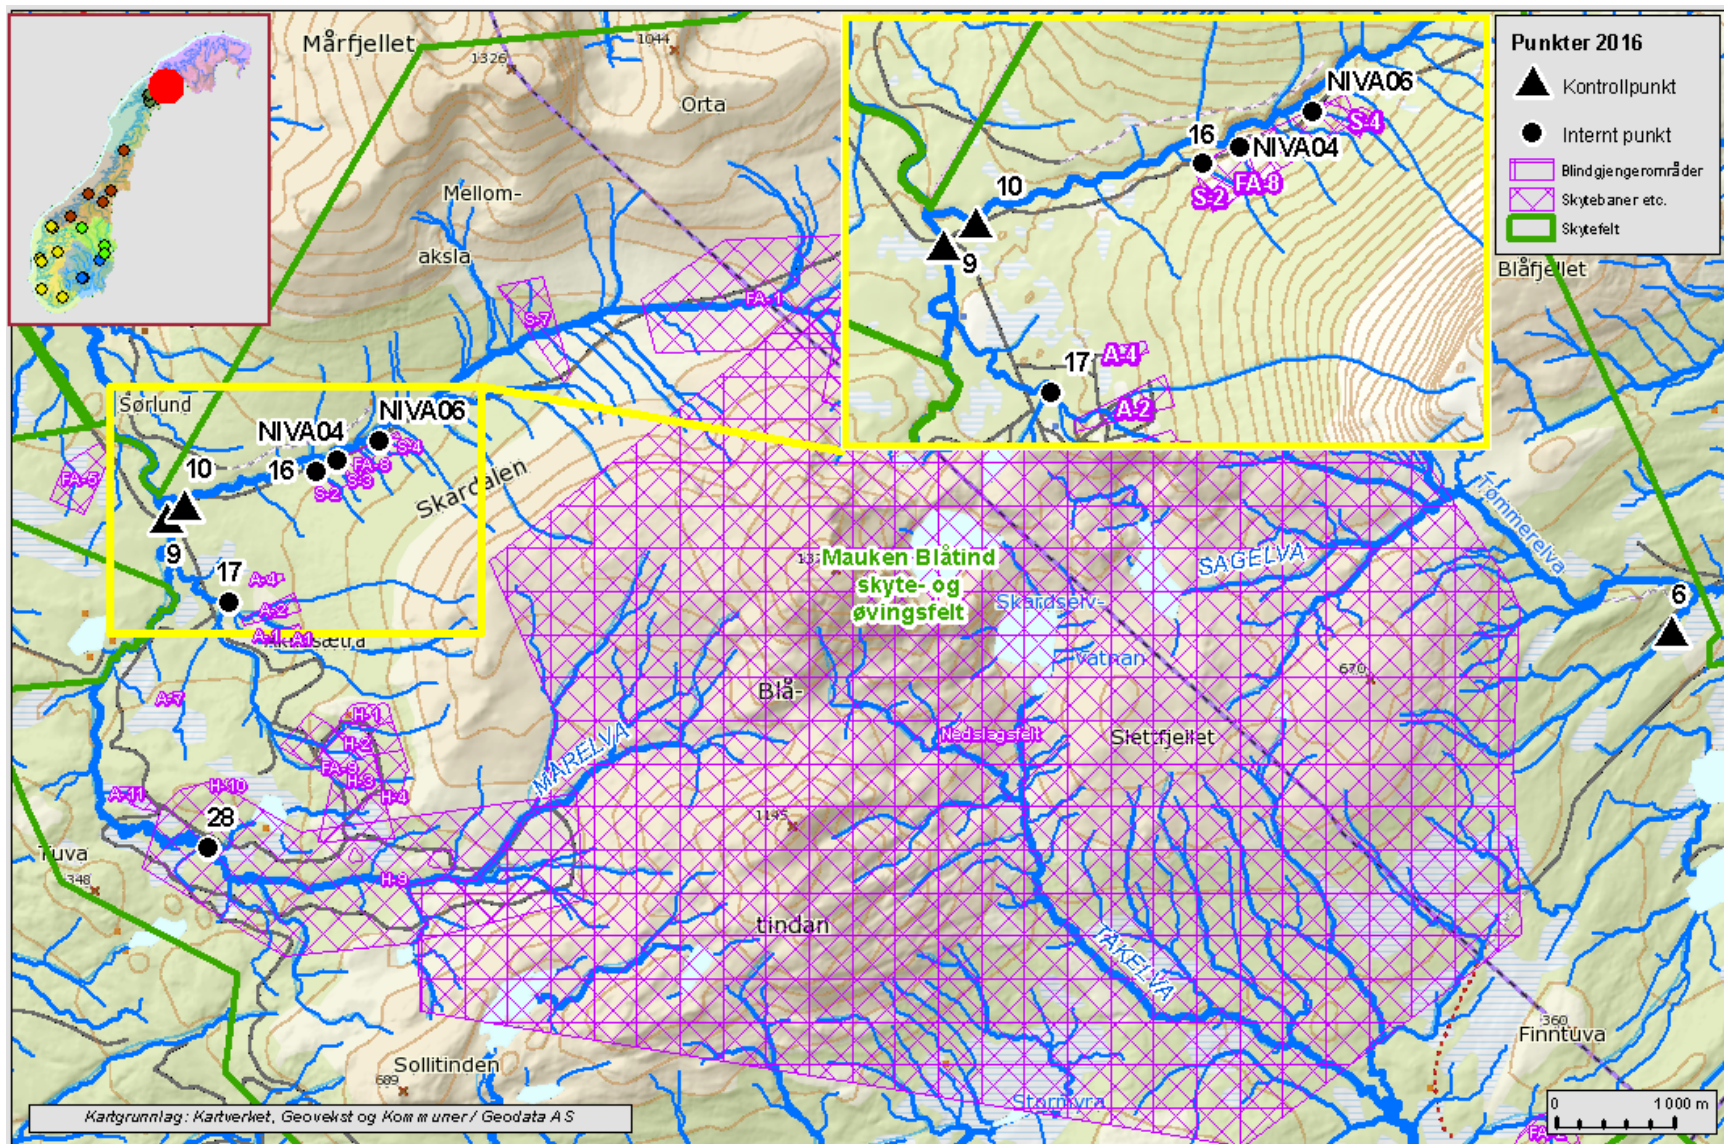 Mårfjellet
1326
1044
Orta
Mellom-
aksla
S-7
FA-1
Sørlund
NIVA04
NIVA06
S-4
10
16
FA-8
S-3
S-2
FA-5
Skardalen
9
17
A-4*
A-2
A-1
A1
A-7
H-1
H-2
FA-9
H-3
H-4
H-10
A-11
28
Tuva
348
H-9
MÅRELVA
Mauken Blåtind
skyte- og
øvingsfelt
Skardselv-
vatnan
Blå-
Nedslagsfelt
Slettfjellet
670
1145
tindan
TAKELVA
SAGELVA
Tømmerelva
6
Blåfjellet
360
Finntuva
Sollitinden
689
Stormyra
NIVA06
S-4
16
NIVA04
FA-8
S-2
10
9
17
A-4*
A-2
Punkter 2016
Kontrollpunkt
Internt punkt
Blindgjengerområder
Skytebaner etc.
Skytefelt
0 1 000 m
Kartgrunnlag: Kartverket, Geovekst og Kommuner / Geodata AS